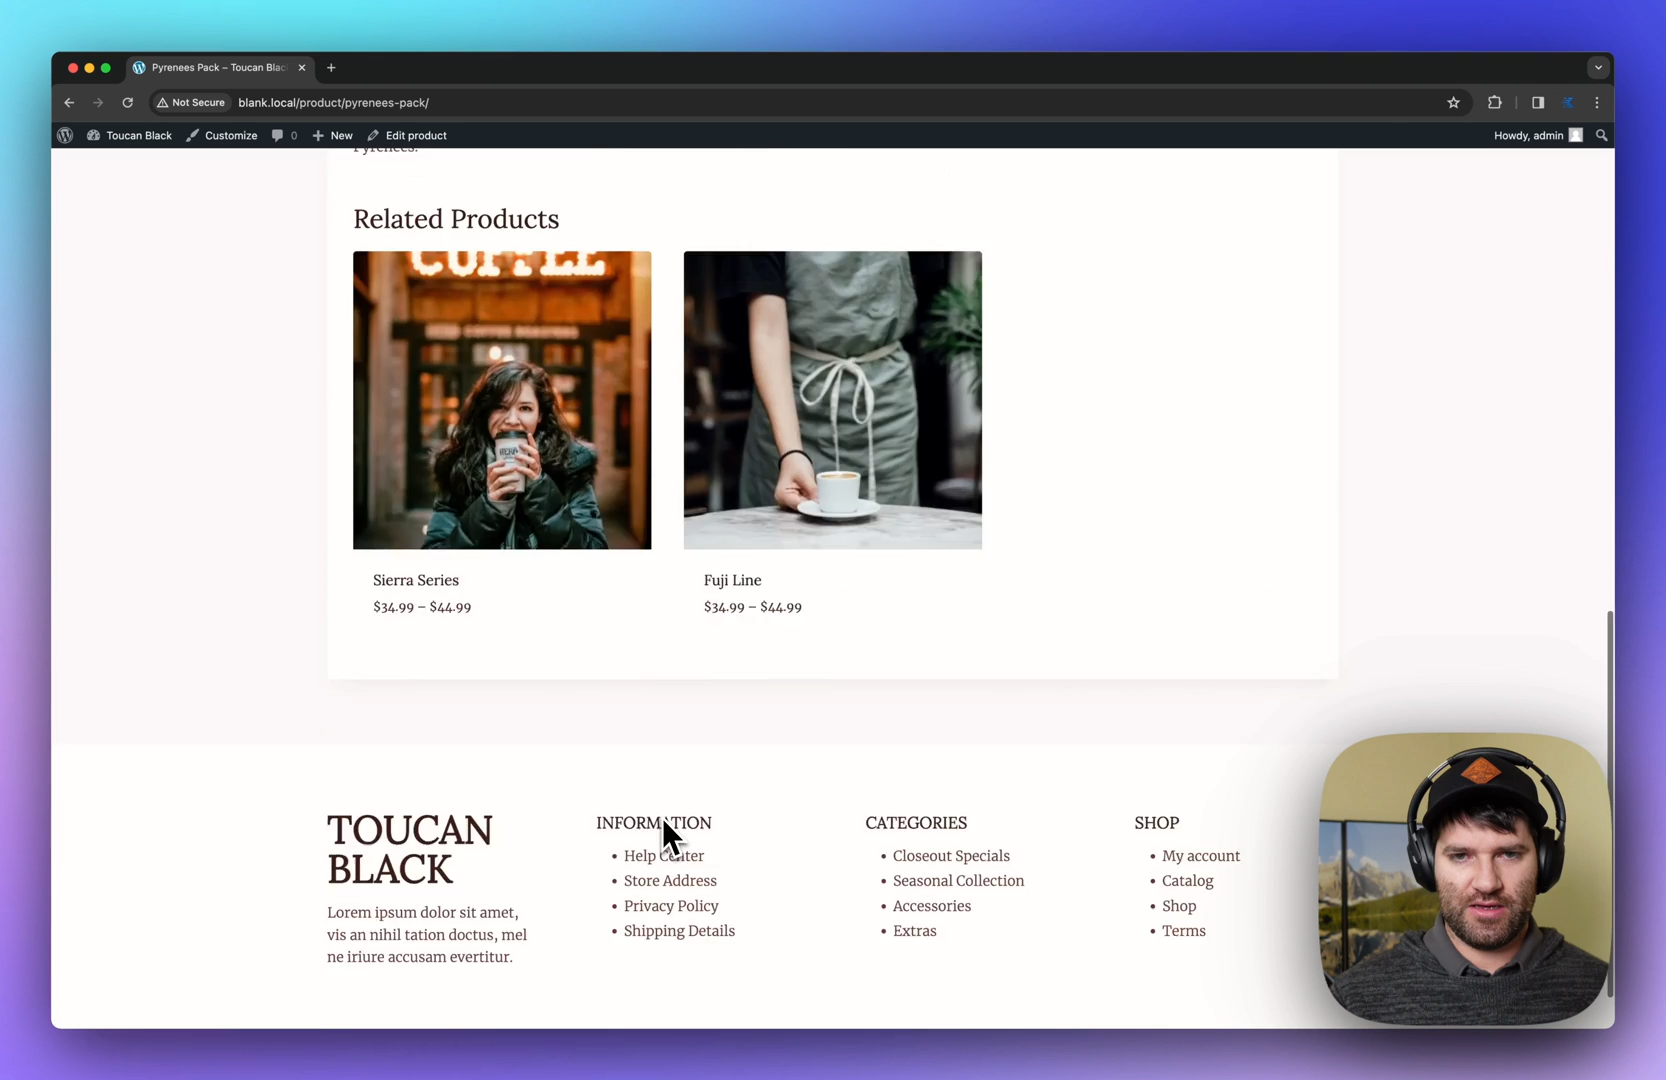 Pyrenees Pack – Toucan Blac
Not Secure
blank.local/product/pyrenees-pack/
Toucan Black
Customize
0
New
Edit product
Howdy, admin
Pyrenees.
Related Products
COFFEE
Sierra Series
$34.99 – $44.99
Fuji Line
$34.99 – $44.99
TOUCAN
BLACK
Lorem ipsum dolor sit amet,
vis an nihil tation doctus, mel
ne iriure accusam evertitur.
INFORMATION
Help Center
Store Address
Privacy Policy
Shipping Details
CATEGORIES
Closeout Specials
Seasonal Collection
Accessories
Extras
SHOP
My account
Catalog
Shop
Terms